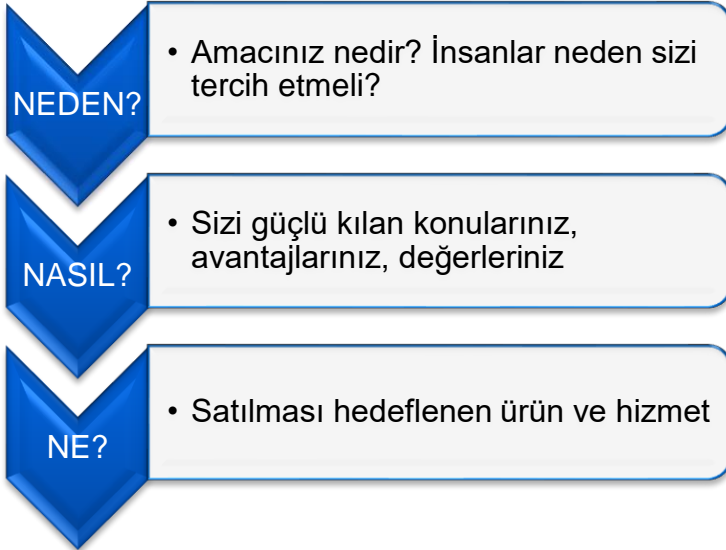 NEDEN?
• Amacınız nedir? İnsanlar neden sizi
tercih etmeli?
NASIL?
• Sizi güçlü kılan konularınız,
avantajlarınız, değerleriniz
NE?
• Satılması hedeflenen ürün ve hizmet